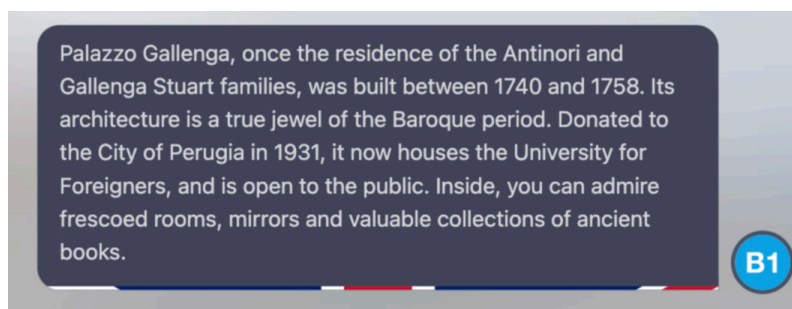 Palazzo Gallenga, once the residence of the Antinori and
Gallenga Stuart families, was built between 1740 and 1758. Its
architecture is a true jewel of the Baroque period. Donated to
the City of Perugia in 1931, it now houses the University for
Foreigners, and is open to the public. Inside, you can admire
frescoed rooms, mirrors and valuable collections of ancient
books.
B1